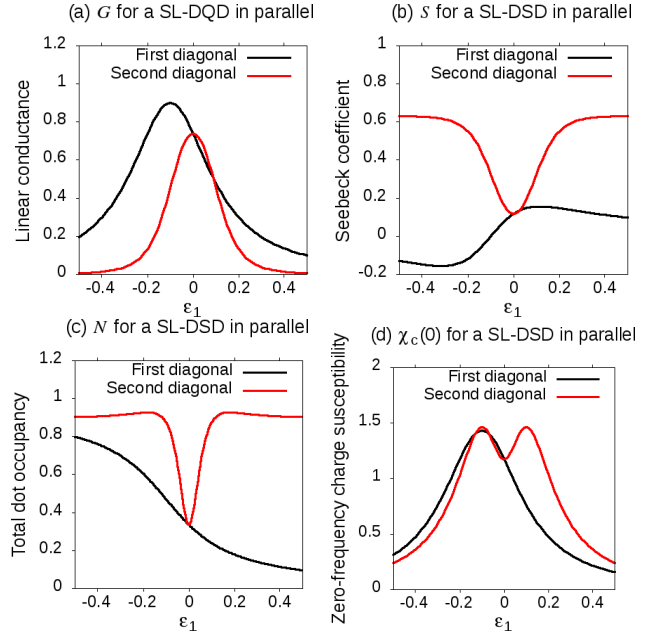 (a) G for a SL-DQD in parallel
First diagonal
Second diagonal
Linear conductance
1.2
1
0.8
0.6
0.4
0.2
0
-0.4 -0.2 0 0.2 0.4
ε1
(b) S for a SL-DSD in parallel
First diagonal
Second diagonal
Seebeck coefficient
1
0.8
0.6
0.4
0.2
0
-0.2
-0.4 -0.2 0 0.2 0.4
ε1
(c) N for a SL-DSD in parallel
First diagonal
Second diagonal
Total dot occupancy
1.2
1
0.8
0.6
0.4
0.2
0
-0.4 -0.2 0 0.2 0.4
ε1
(d) χc(0) for a SL-DSD in parallel
First diagonal
Second diagonal
Zero-frequency charge susceptibility
2
1.5
1
0.5
0
-0.4 -0.2 0 0.2 0.4
ε1